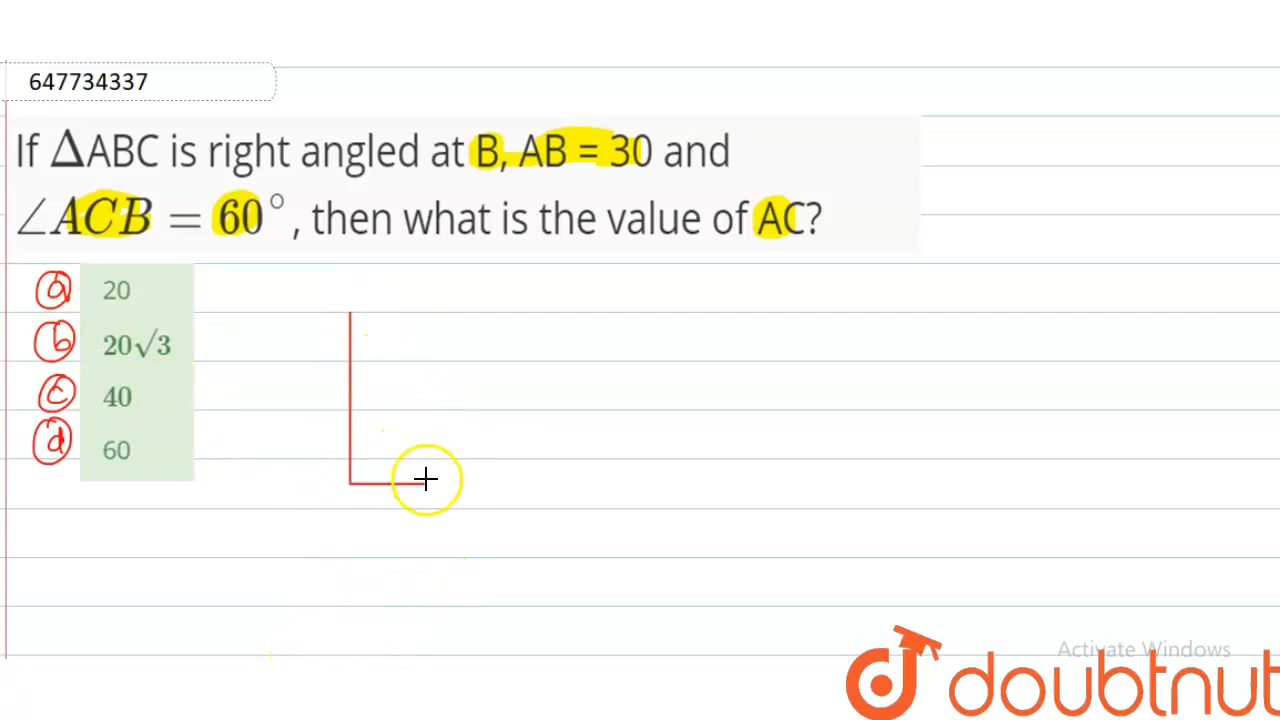 647734337
If ΔABC is right angled at B, AB = 30 and
∠ACB = 60°, then what is the value of AC?
a 20
b 20√3
c 40
d 60
Activate Windows
doubtnut